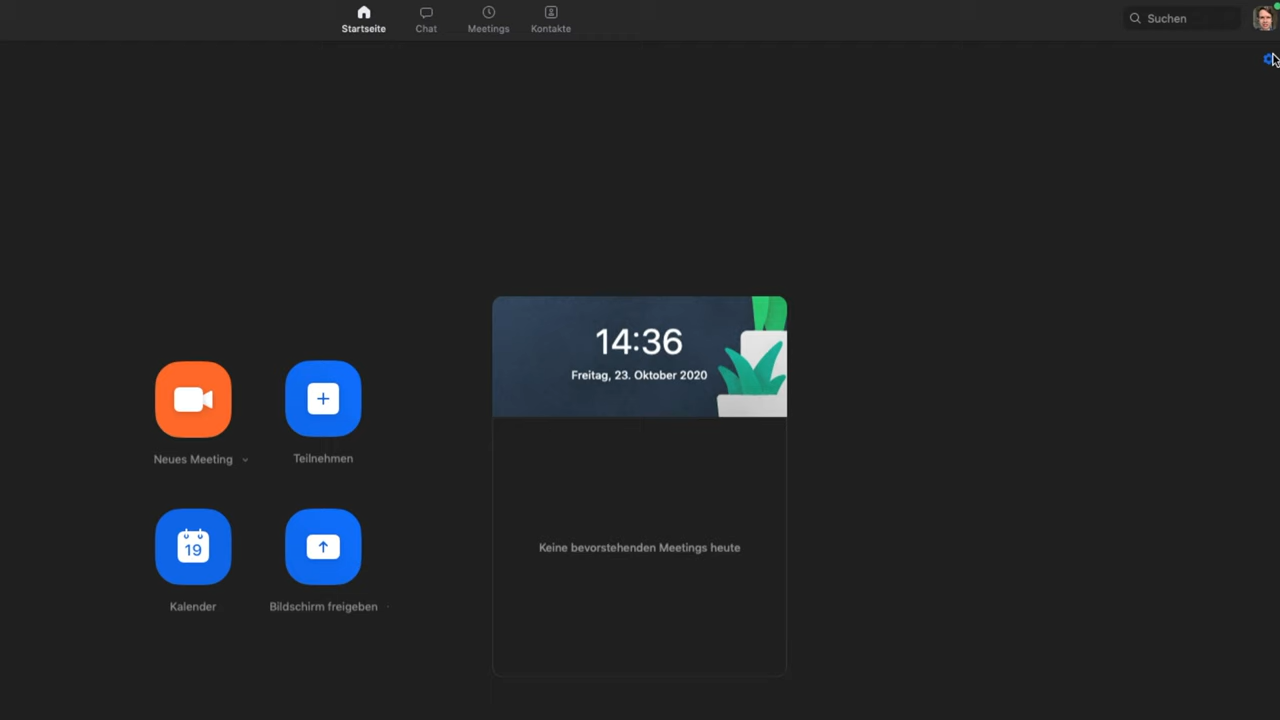 Startseite
Chat
Meetings
Kontakte
Suchen
14:36
Freitag, 23. Oktober 2020
Neues Meeting
Teilnehmen
19
Kalender
Bildschirm freigeben
Keine bevorstehenden Meetings heute